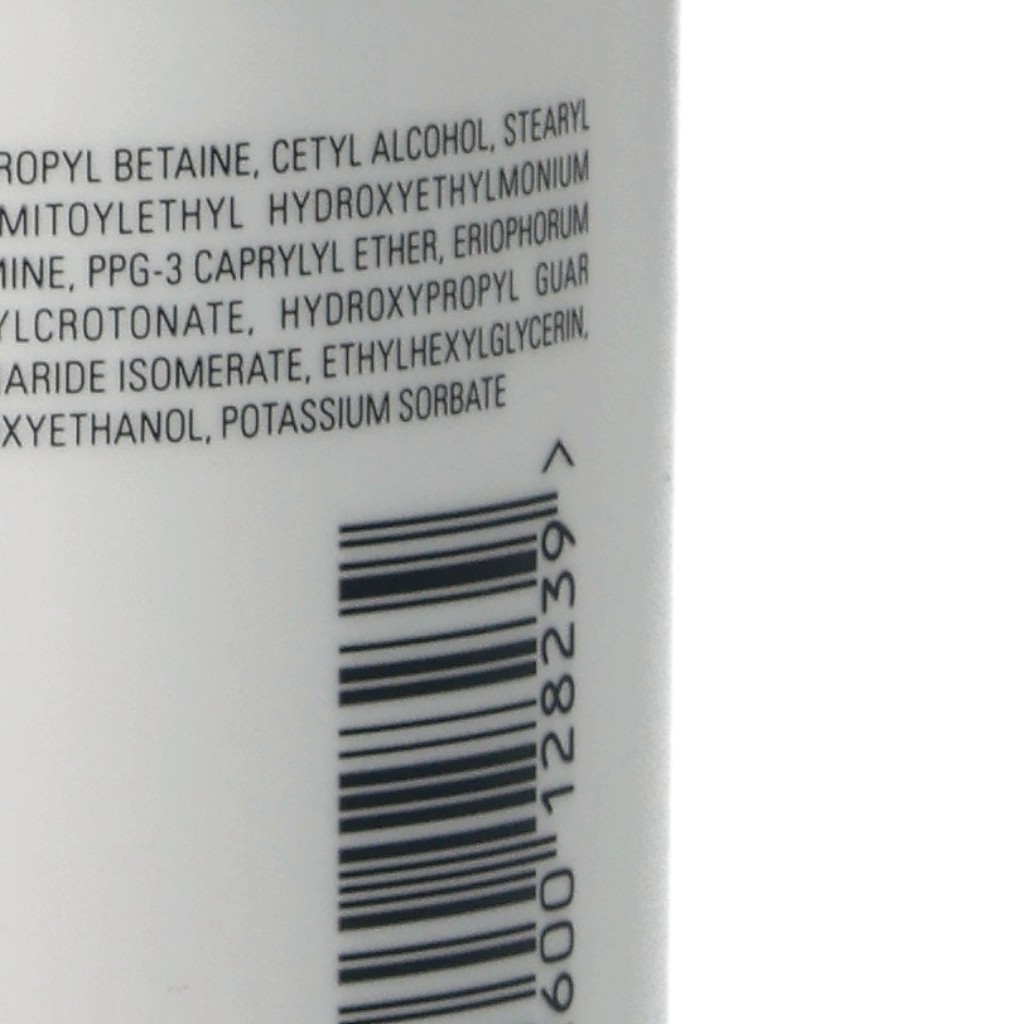 ROPYL BETAINE, CETYL ALCOHOL, STEARYL
MITOYLETHYL HYDROXYETHYLMONIUM
MINE, PPG-3 CAPRYLYL ETHER, ERIOPHORUM
YLCROTONATE, HYDROXYPROPYL GUAR
ARIDE ISOMERATE, ETHYLHEXYLGLYCERIN,
XYETHANOL, POTASSIUM SORBATE
600 128239 >